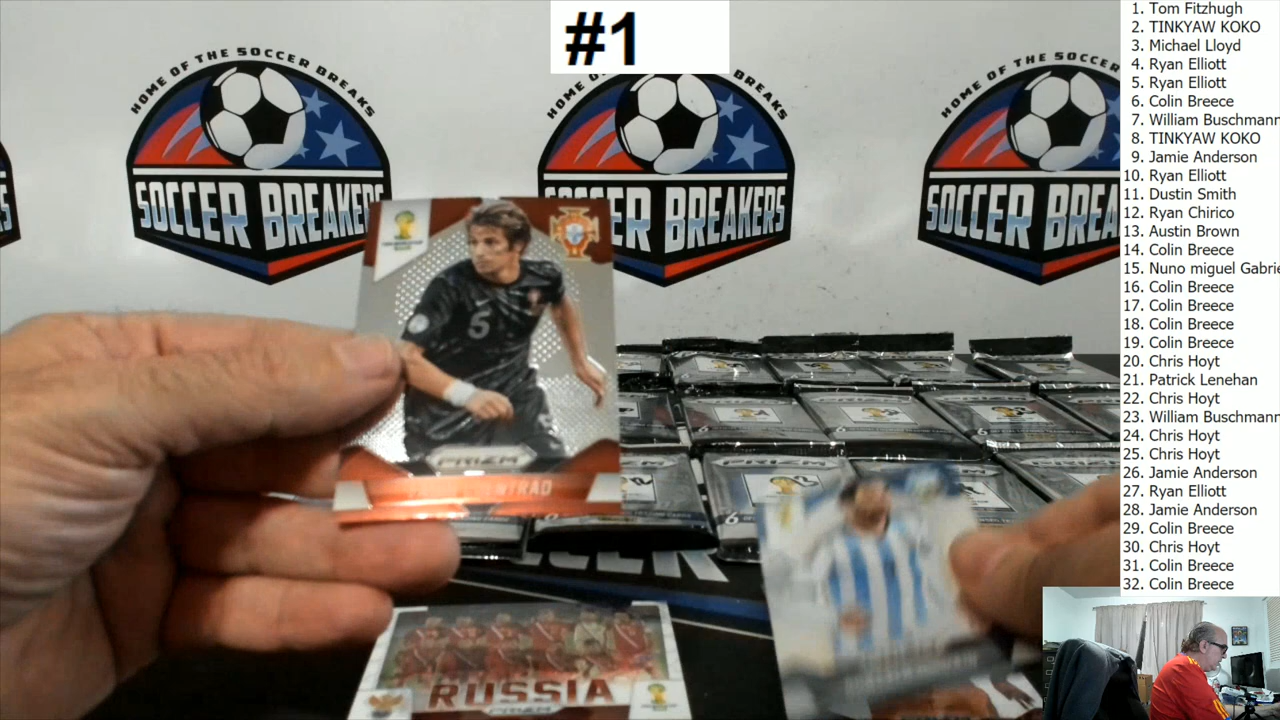 #1
HOME OF THE SOCCER BREAKS
SOCCER BREAKERS
SOCCER BREAKERS
HOME OF THE SOCCER
SOCCER BREA
5
PRIZM
PRIZM
PRIZM
RUSSIA
PRIZM
1. Tom Fitzhugh
2. TINKYAW KOKO
3. Michael Lloyd
4. Ryan Elliott
5. Ryan Elliott
6. Colin Breece
7. William Buschmann
8. TINKYAW KOKO
9. Jamie Anderson
10. Ryan Elliott
11. Dustin Smith
12. Ryan Chirico
13. Austin Brown
14. Colin Breece
15. Nuno miguel Gabrie
16. Colin Breece
17. Colin Breece
18. Colin Breece
19. Colin Breece
20. Chris Hoyt
21. Patrick Lenehan
22. Chris Hoyt
23. William Buschmann
24. Chris Hoyt
25. Chris Hoyt
26. Jamie Anderson
27. Ryan Elliott
28. Jamie Anderson
29. Colin Breece
30. Chris Hoyt
31. Colin Breece
32. Colin Breece